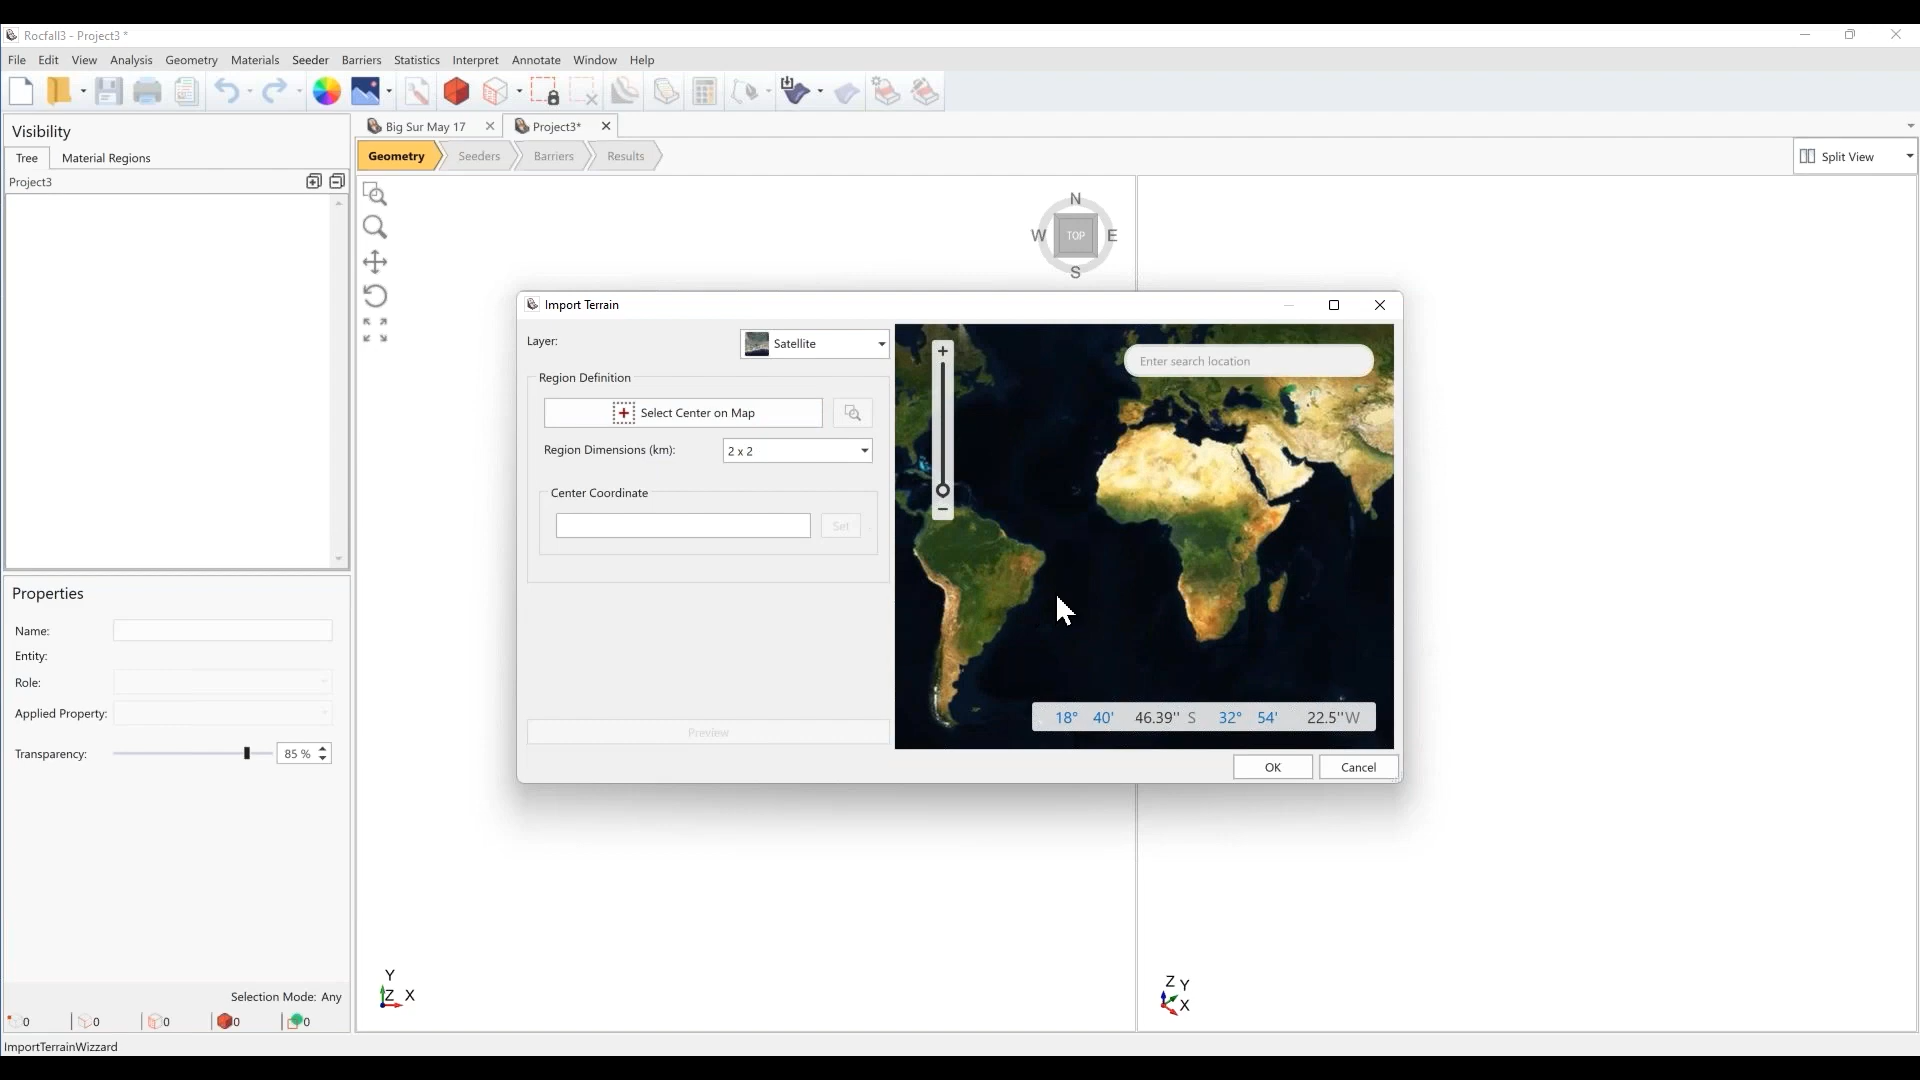 Rocfall3 - Project3 *
File Edit View Analysis Geometry Materials Seeder Barriers Statistics Interpret Annotate Window Help
Visibility
Tree Material Regions
Project3
Big Sur May 17 Project3*
Geometry Seeders Barriers Results
Split View
N
W TOP E
S
Import Terrain
Layer: Satellite
Enter search location
Region Definition
Select Center on Map
Region Dimensions (km): 2 x 2
Center Coordinate
Set
Preview
18° 40' 46.39'' S 32° 54' 22.5''W
OK Cancel
Properties
Name:
Entity:
Role:
Applied Property:
Transparency: 85 %
Y
Z X
Z Y
X
Selection Mode: Any
0 0 0 0 0
ImportTerrainWizzard